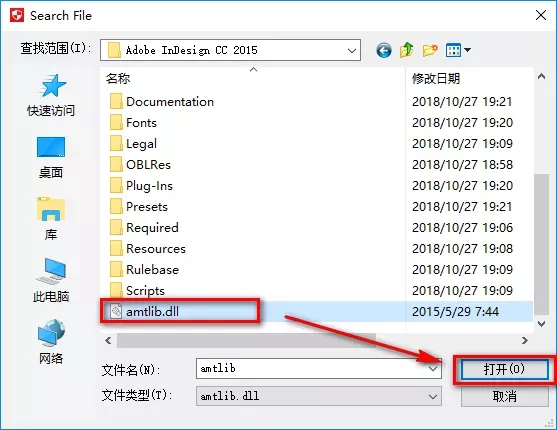 Search File
查找范围(I):
Adobe InDesign CC 2015
名称
修改日期
Documentation
2018/10/27 19:21
Fonts
2018/10/27 19:20
Legal
2018/10/27 19:09
OBLRes
2018/10/27 18:58
Plug-Ins
2018/10/27 19:20
Presets
2018/10/27 19:21
Required
2018/10/27 19:06
Resources
2018/10/27 19:08
Rulebase
2018/10/27 19:09
Scripts
2018/10/27 19:09
amtlib.dll
2015/5/29 7:44
快速访问
桌面
库
此电脑
网络
文件名(N):
amtlib
打开(O)
文件类型(T):
amtlib.dll
取消